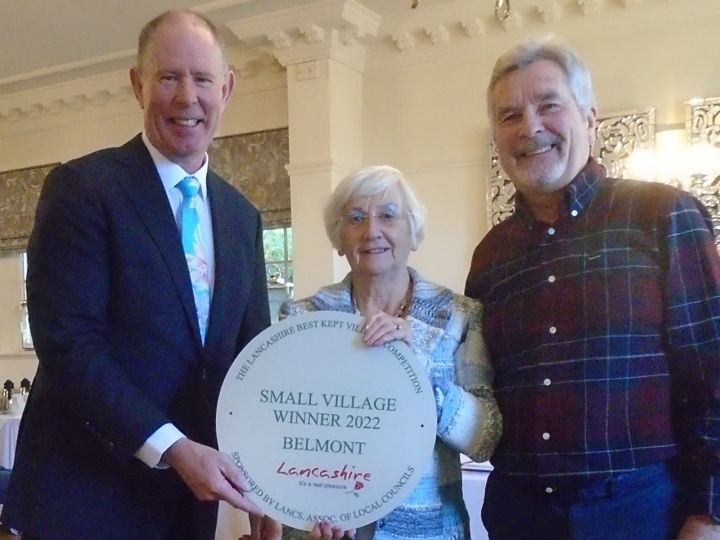 THE LANCASHIRE BEST KEPT VILL COMPETITION
SMALL VILLAGE
WINNER 2022
BELMONT
Lancashire
It's a real pleasure
SPONSORED BY LANCS. ASSOC. OF LOCAL COUNCILS